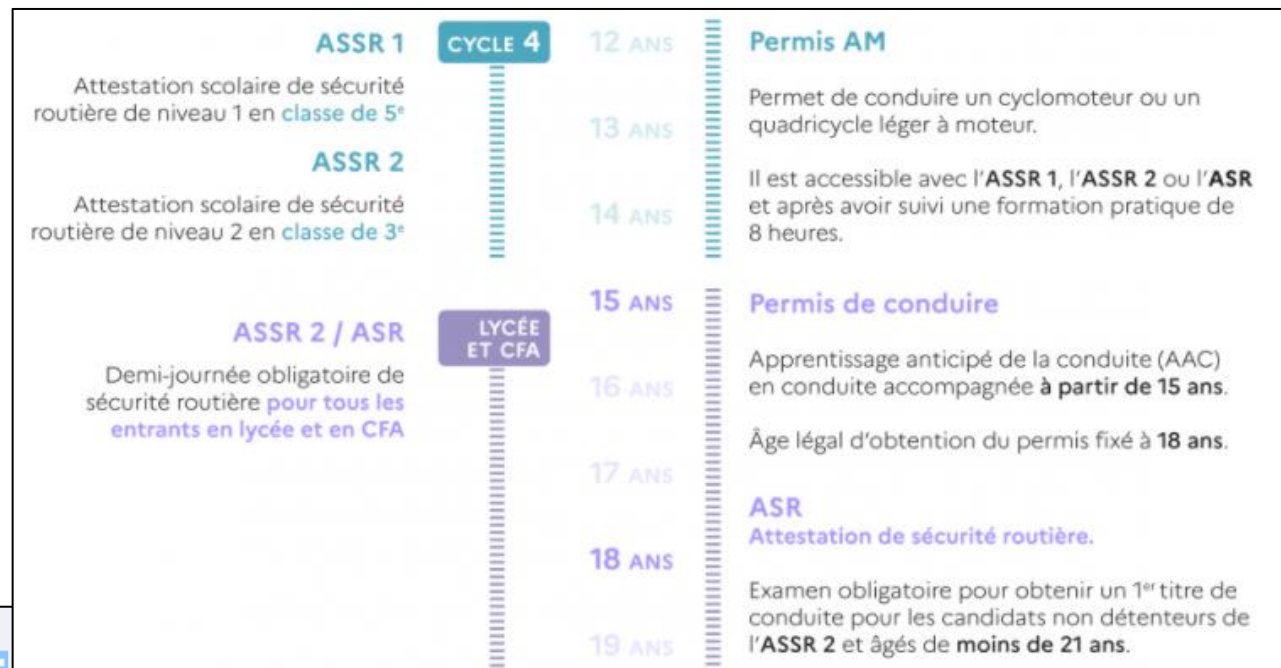 ASSR 1
Attestation scolaire de sécurité
routière de niveau 1 en classe de 5e
ASSR 2
Attestation scolaire de sécurité
routière de niveau 2 en classe de 3e
ASSR 2 / ASR
Demi-journée obligatoire de
sécurité routière pour tous les
entrants en lycée et en CFA
CYCLE 4
LYCÉE
ET CFA
12 ANS
13 ANS
14 ANS
15 ANS
16 ANS
17 ANS
18 ANS
19 ANS
Permis AM
Permet de conduire un cyclomoteur ou un
quadricycle léger à moteur.
Il est accessible avec l'ASSR 1, l'ASSR 2 ou l'ASR
et après avoir suivi une formation pratique de
8 heures.
Permis de conduire
Apprentissage anticipé de la conduite (AAC)
en conduite accompagnée à partir de 15 ans.
Âge légal d'obtention du permis fixé à 18 ans.
ASR
Attestation de sécurité routière.
Examen obligatoire pour obtenir un 1er titre de
conduite pour les candidats non détenteurs de
l'ASSR 2 et âgés de moins de 21 ans.